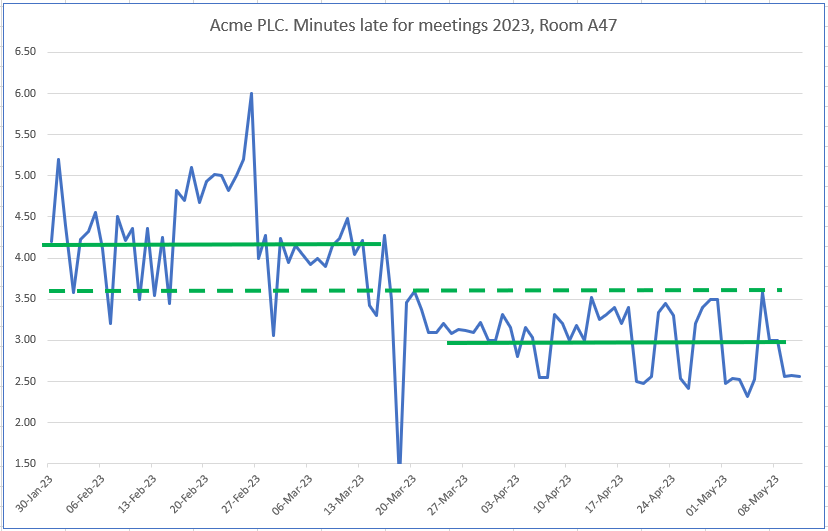 Acme PLC. Minutes late for meetings 2023, Room A47
6.50
6.00
5.50
5.00
4.50
4.00
3.50
3.00
2.50
2.00
1.50
30-Jan-23
06-Feb-23
13-Feb-23
20-Feb-23
27-Feb-23
06-Mar-23
13-Mar-23
20-Mar-23
27-Mar-23
03-Apr-23
10-Apr-23
17-Apr-23
24-Apr-23
01-May-23
08-May-23